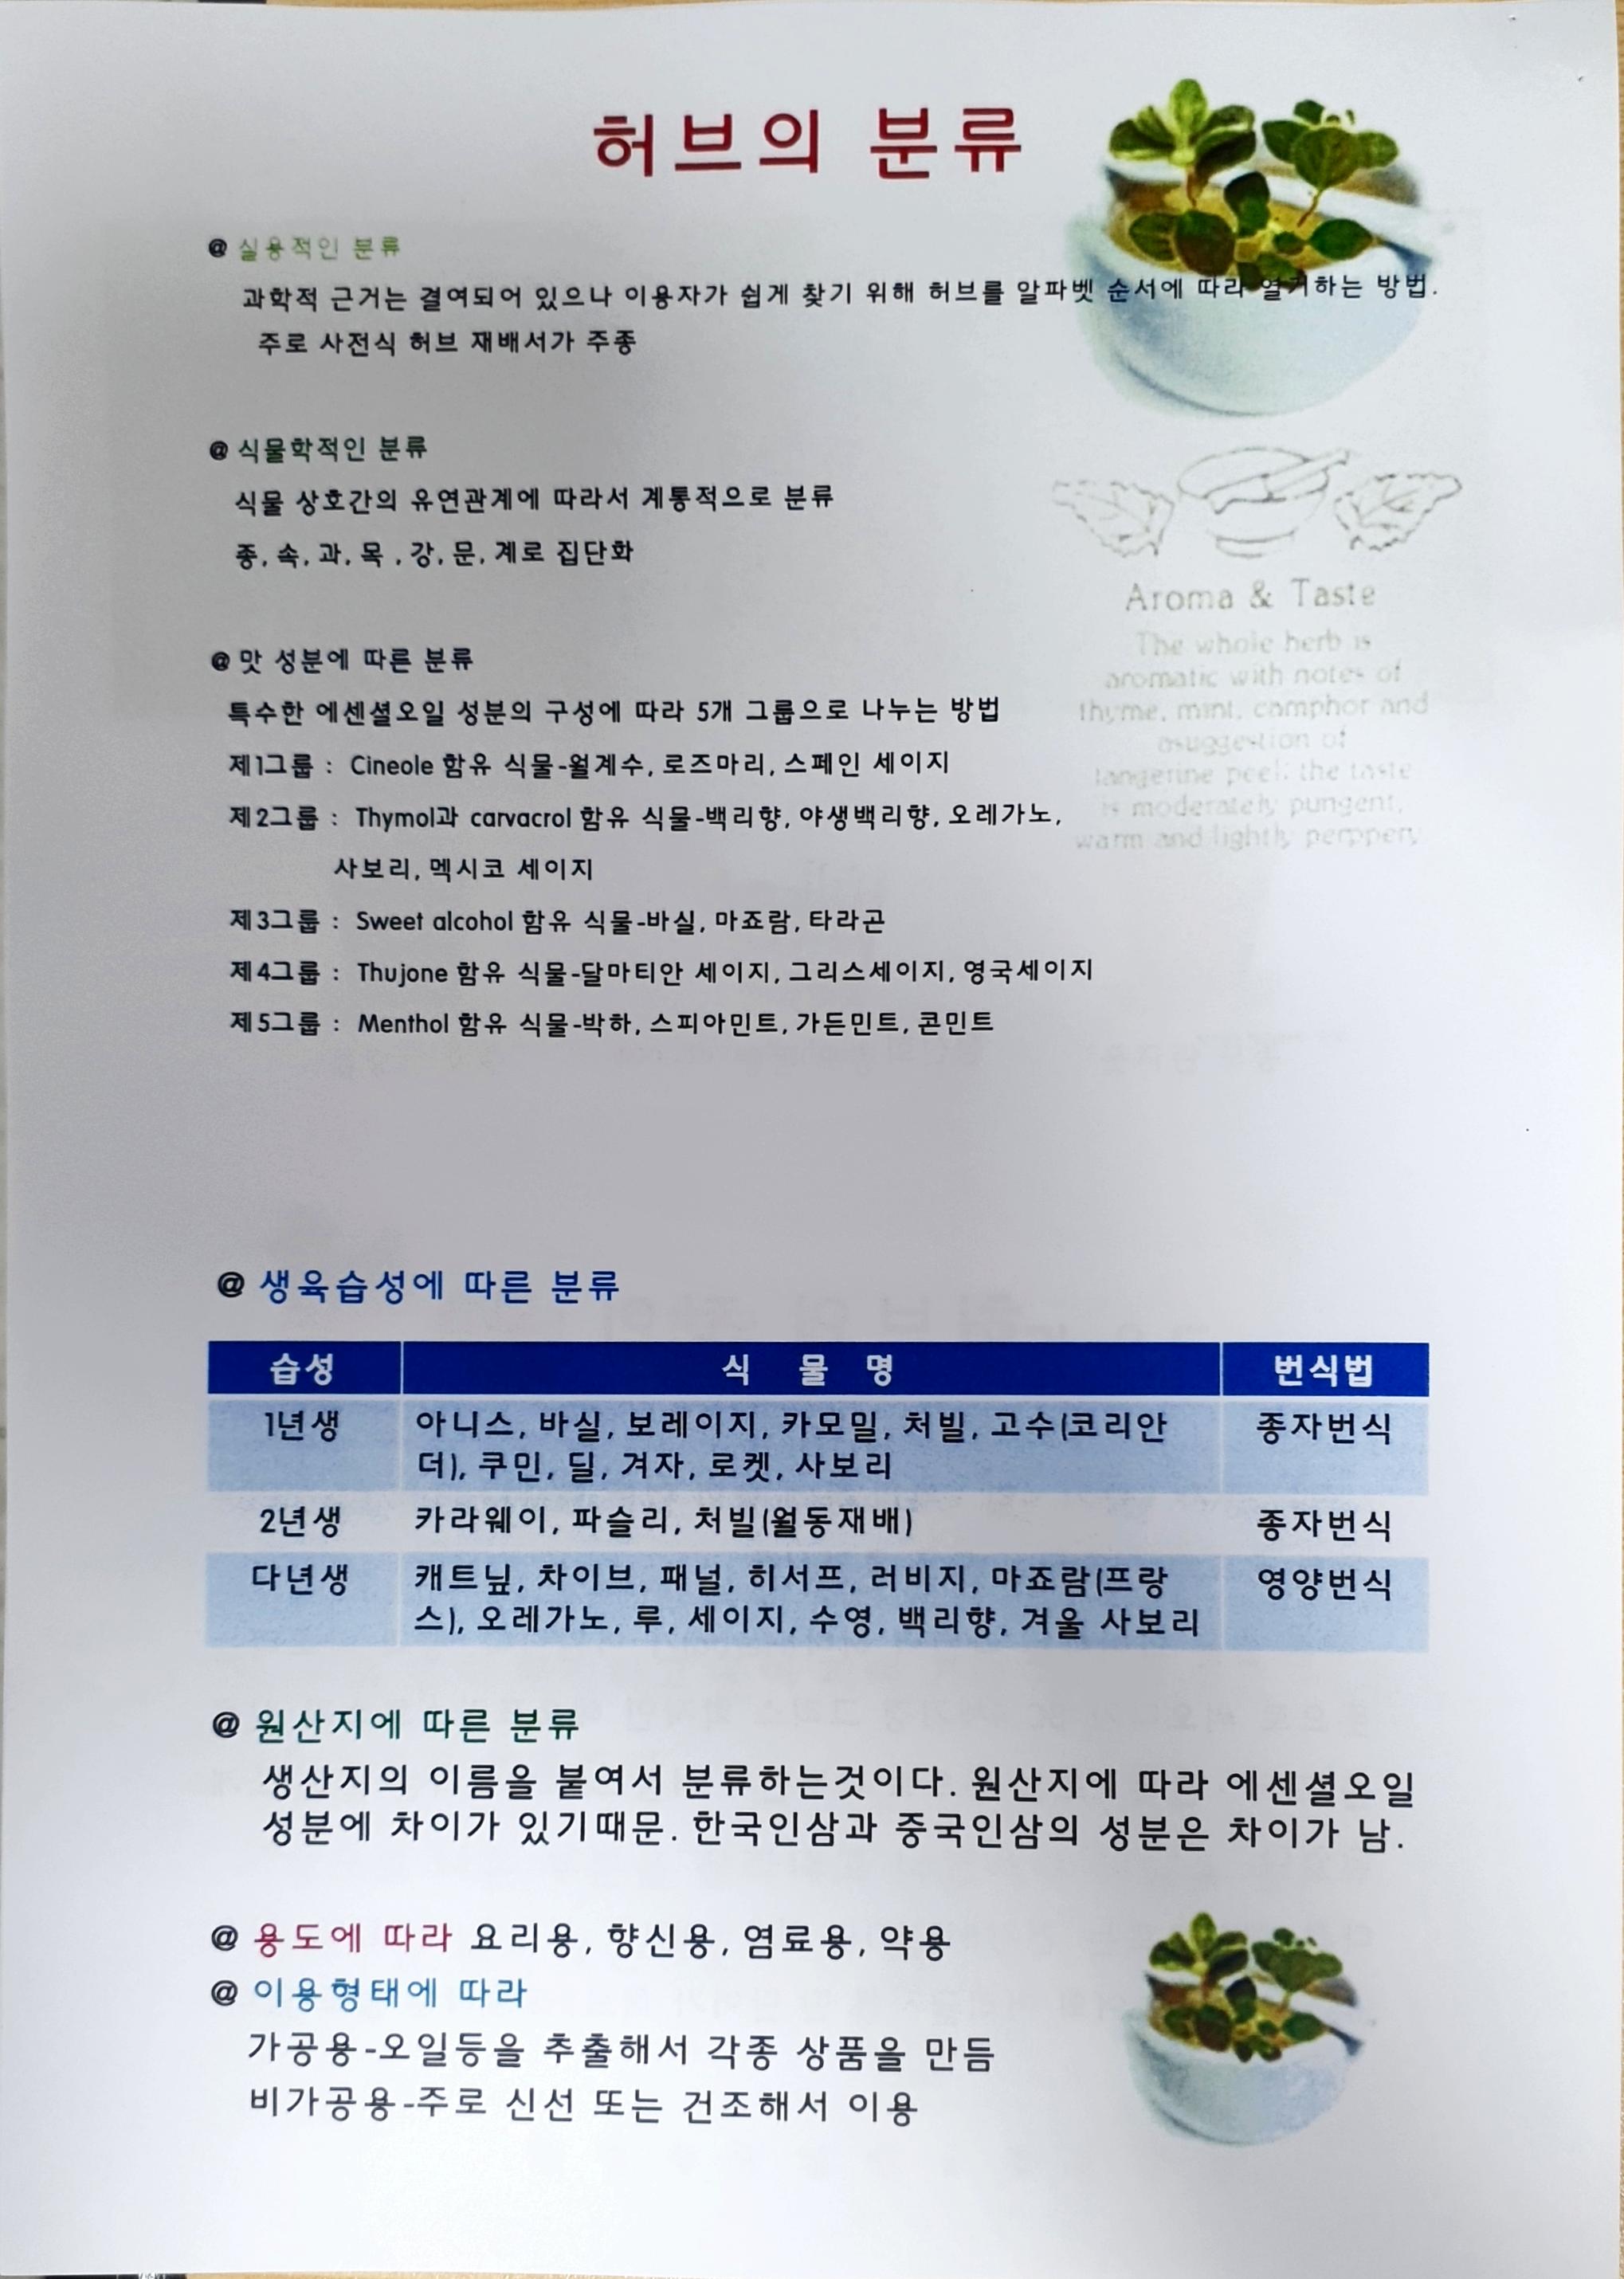 허브의 분류
@ 실용적인 분류
과학적 근거는 결여되어 있으나 이용자가 쉽게 찾기 위해 허브를 알파벳 순서에 따라 열거하는 방법.
주로 사전식 허브 재배서가 주종
@ 식물학적인 분류
식물 상호간의 유연관계에 따라서 계통적으로 분류
종, 속, 과, 목 , 강, 문, 계로 집단화
Aroma & Taste
The whole herb is
aromatic with notes of
thyme, mint, camphor and
asuggestion of
tangerine peel; the taste
is moderately pungent,
warm and lightly perppery
@ 맛 성분에 따른 분류
특수한 에센셜오일 성분의 구성에 따라 5개 그룹으로 나누는 방법
제1그룹 : Cineole 함유 식물-월계수, 로즈마리, 스페인 세이지
제2그룹 : Thymol과 carvacrol 함유 식물-백리향, 야생백리향, 오레가노,
사보리, 멕시코 세이지
제3그룹 : Sweet alcohol 함유 식물-바실, 마죠람, 타라곤
제4그룹 : Thujone 함유 식물-달마티안 세이지, 그리스세이지, 영국세이지
제5그룹 : Menthol 함유 식물-박하, 스피아민트, 가든민트, 콘민트
@ 생육습성에 따른 분류
습성 식 물 명 번식법
1년생 아니스, 바실, 보레이지, 카모밀, 처빌, 고수(코리안 종자번식
더), 쿠민, 딜, 겨자, 로켓, 사보리
2년생 카라웨이, 파슬리, 처빌(월동재배) 종자번식
다년생 캐트닢, 차이브, 패널, 히서프, 러비지, 마죠람(프랑 영양번식
스), 오레가노, 루, 세이지, 수영, 백리향, 겨울 사보리
@ 원산지에 따른 분류
생산지의 이름을 붙여서 분류하는것이다. 원산지에 따라 에센셜오일
성분에 차이가 있기때문. 한국인삼과 중국인삼의 성분은 차이가 남.
@ 용도에 따라 요리용, 향신용, 염료용, 약용
@ 이용형태에 따라
가공용-오일등을 추출해서 각종 상품을 만듬
비가공용-주로 신선 또는 건조해서 이용